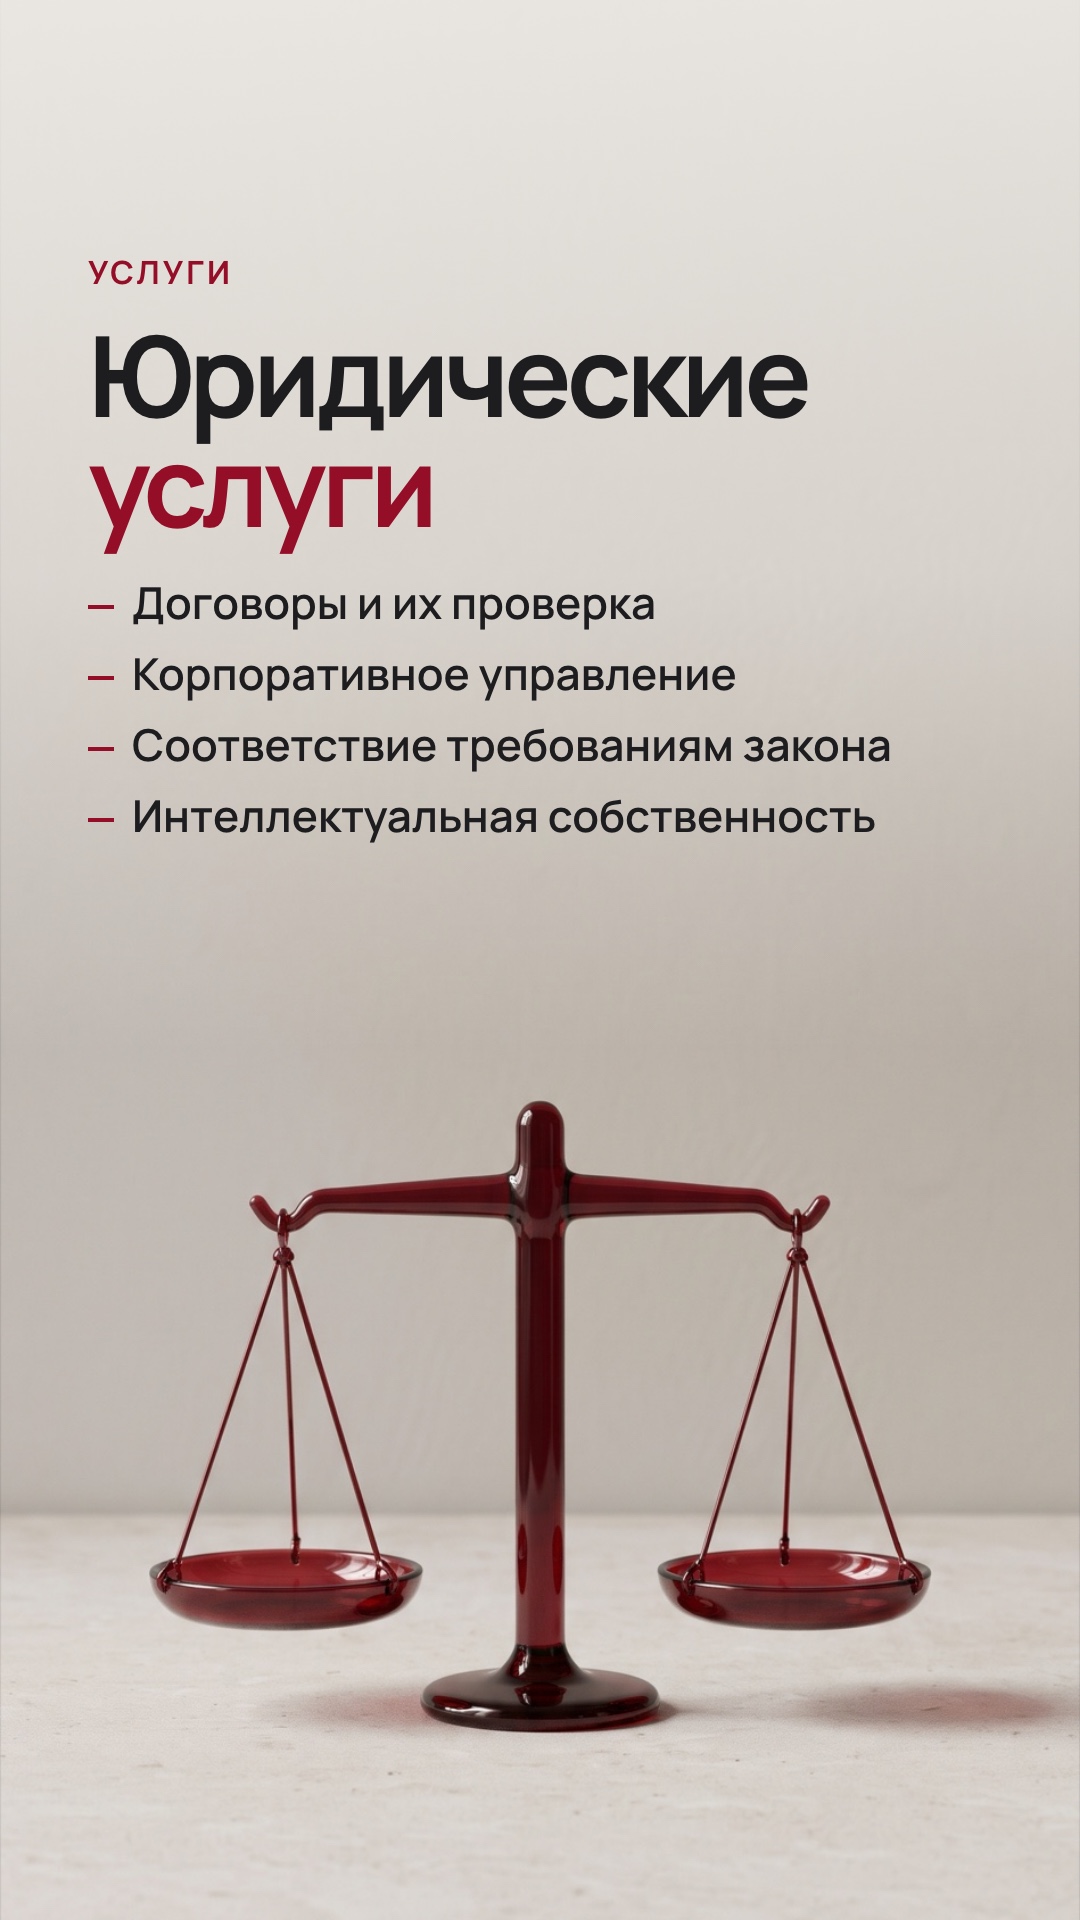 УСЛУГИ
Юридические
услуги
— Договоры и их проверка
— Корпоративное управление
— Соответствие требованиям закона
— Интеллектуальная собственность